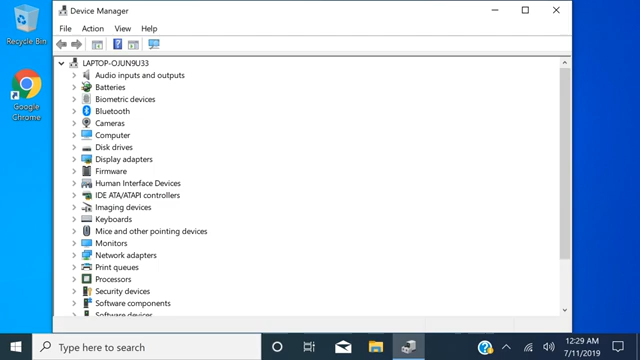 Device Manager
File Action View Help
LAPTOP-OJUN9U33
Audio inputs and outputs
Batteries
Biometric devices
Bluetooth
Cameras
Computer
Disk drives
Display adapters
Firmware
Human Interface Devices
IDE ATA/ATAPI controllers
Imaging devices
Keyboards
Mice and other pointing devices
Monitors
Network adapters
Print queues
Processors
Security devices
Software components
Software devices
Recycle Bin
Google
Chrome
Type here to search
12:29 AM
7/11/2019